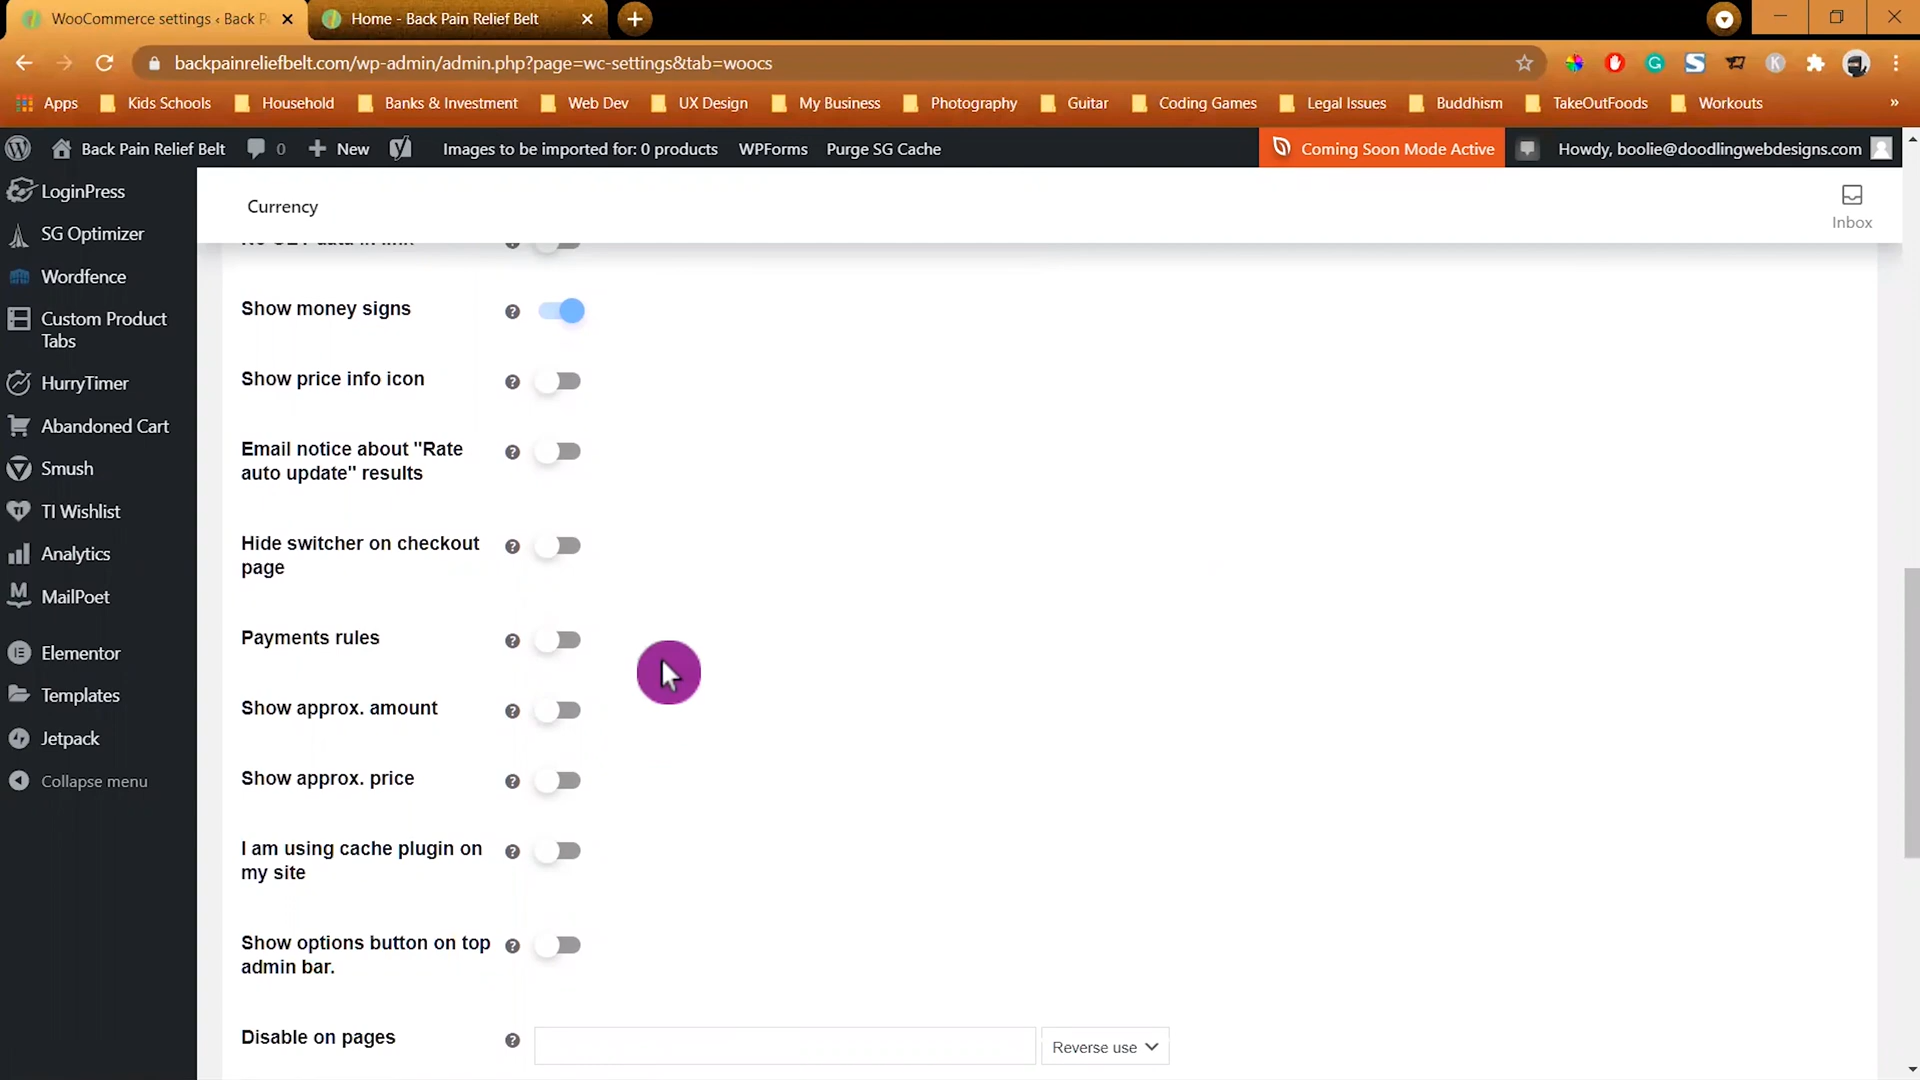 WooCommerce settings ‹ Back P
Home - Back Pain Relief Belt
backpainreliefbelt.com/wp-admin/admin.php?page=wc-settings&tab=woocs
Apps
Kids Schools
Household
Banks & Investment
Web Dev
UX Design
My Business
Photography
Guitar
Coding Games
Legal Issues
Buddhism
TakeOutFoods
Workouts
»
Back Pain Relief Belt
0
New
Images to be imported for: 0 products
WPForms
Purge SG Cache
Coming Soon Mode Active
Howdy, boolie@doodlingwebdesigns.com
LoginPress
SG Optimizer
Wordfence
Custom Product
Tabs
HurryTimer
Abandoned Cart
Smush
TI Wishlist
Analytics
MailPoet
Elementor
Templates
Jetpack
Collapse menu
Currency
Inbox
Show money signs
Show price info icon
Email notice about "Rate
auto update" results
Hide switcher on checkout
page
Payments rules
Show approx. amount
Show approx. price
I am using cache plugin on
my site
Show options button on top
admin bar.
Disable on pages
Reverse use